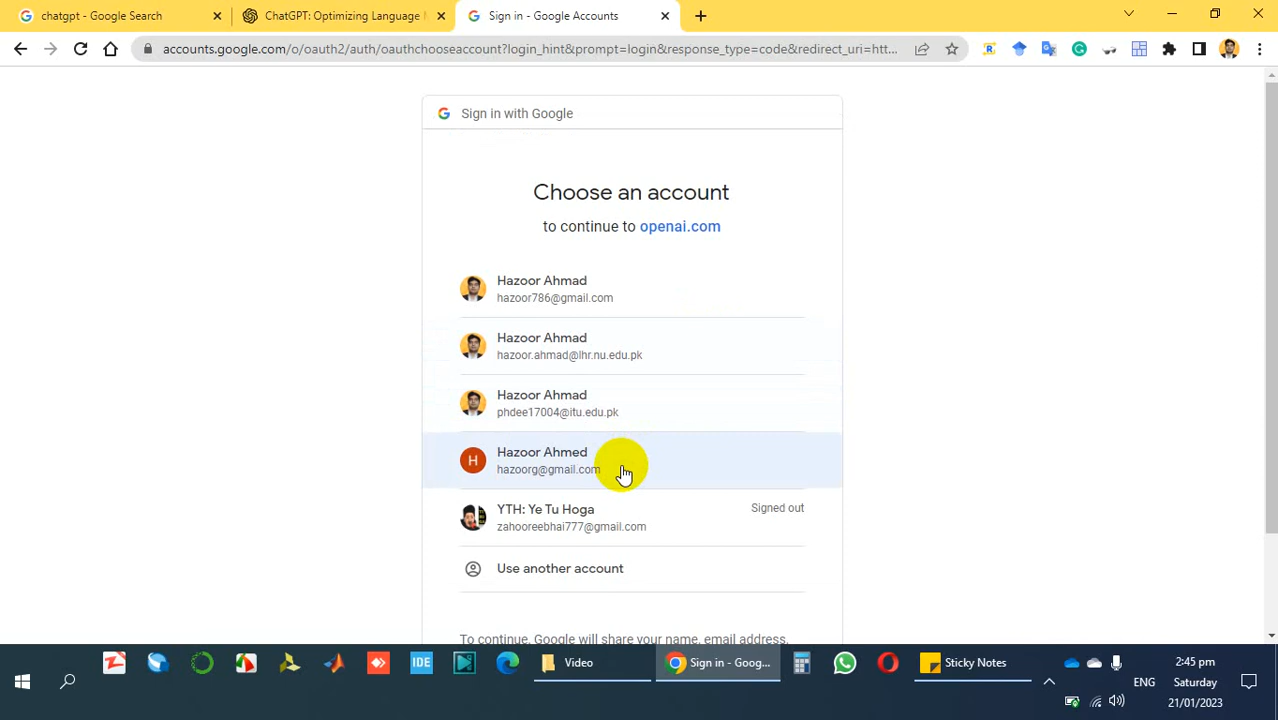 chatgpt - Google Search
ChatGPT: Optimizing Language M
Sign in - Google Accounts
accounts.google.com/o/oauth2/auth/oauthchooseaccount?login_hint&prompt=login&response_type=code&redirect_uri=htt...
Sign in with Google
Choose an account
to continue to openai.com
Hazoor Ahmad
hazoor786@gmail.com
Hazoor Ahmad
hazoor.ahmad@lhr.nu.edu.pk
Hazoor Ahmad
phdee17004@itu.edu.pk
H
Hazoor Ahmed
hazoorg@gmail.com
YTH: Ye Tu Hoga
Signed out
zahooreebhai777@gmail.com
Use another account
To continue, Google will share your name, email address,
IDE
Video
Sign in - Goog...
Sticky Notes
ENG
2:45 pm
Saturday
21/01/2023